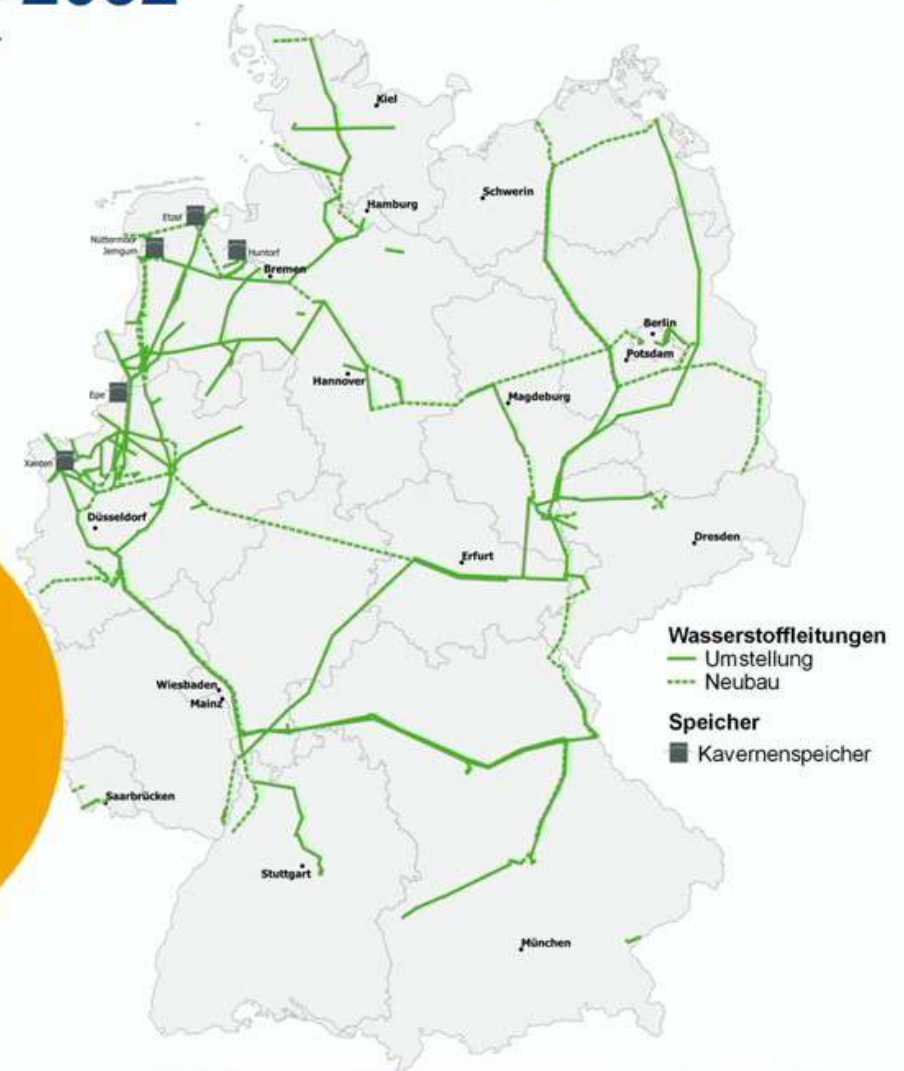 2032
Kiel
Schwerin
Hamburg
Etzel
Nüttermoor
Jemgum
Huntorf
Bremen
Berlin
Potsdam
Hannover
Magdeburg
Epe
Xanten
Düsseldorf
Dresden
Erfurt
Wasserstoffleitungen
Umstellung
Neubau
Wiesbaden
Mainz
Speicher
Kavernenspeicher
Saarbrücken
Stuttgart
München